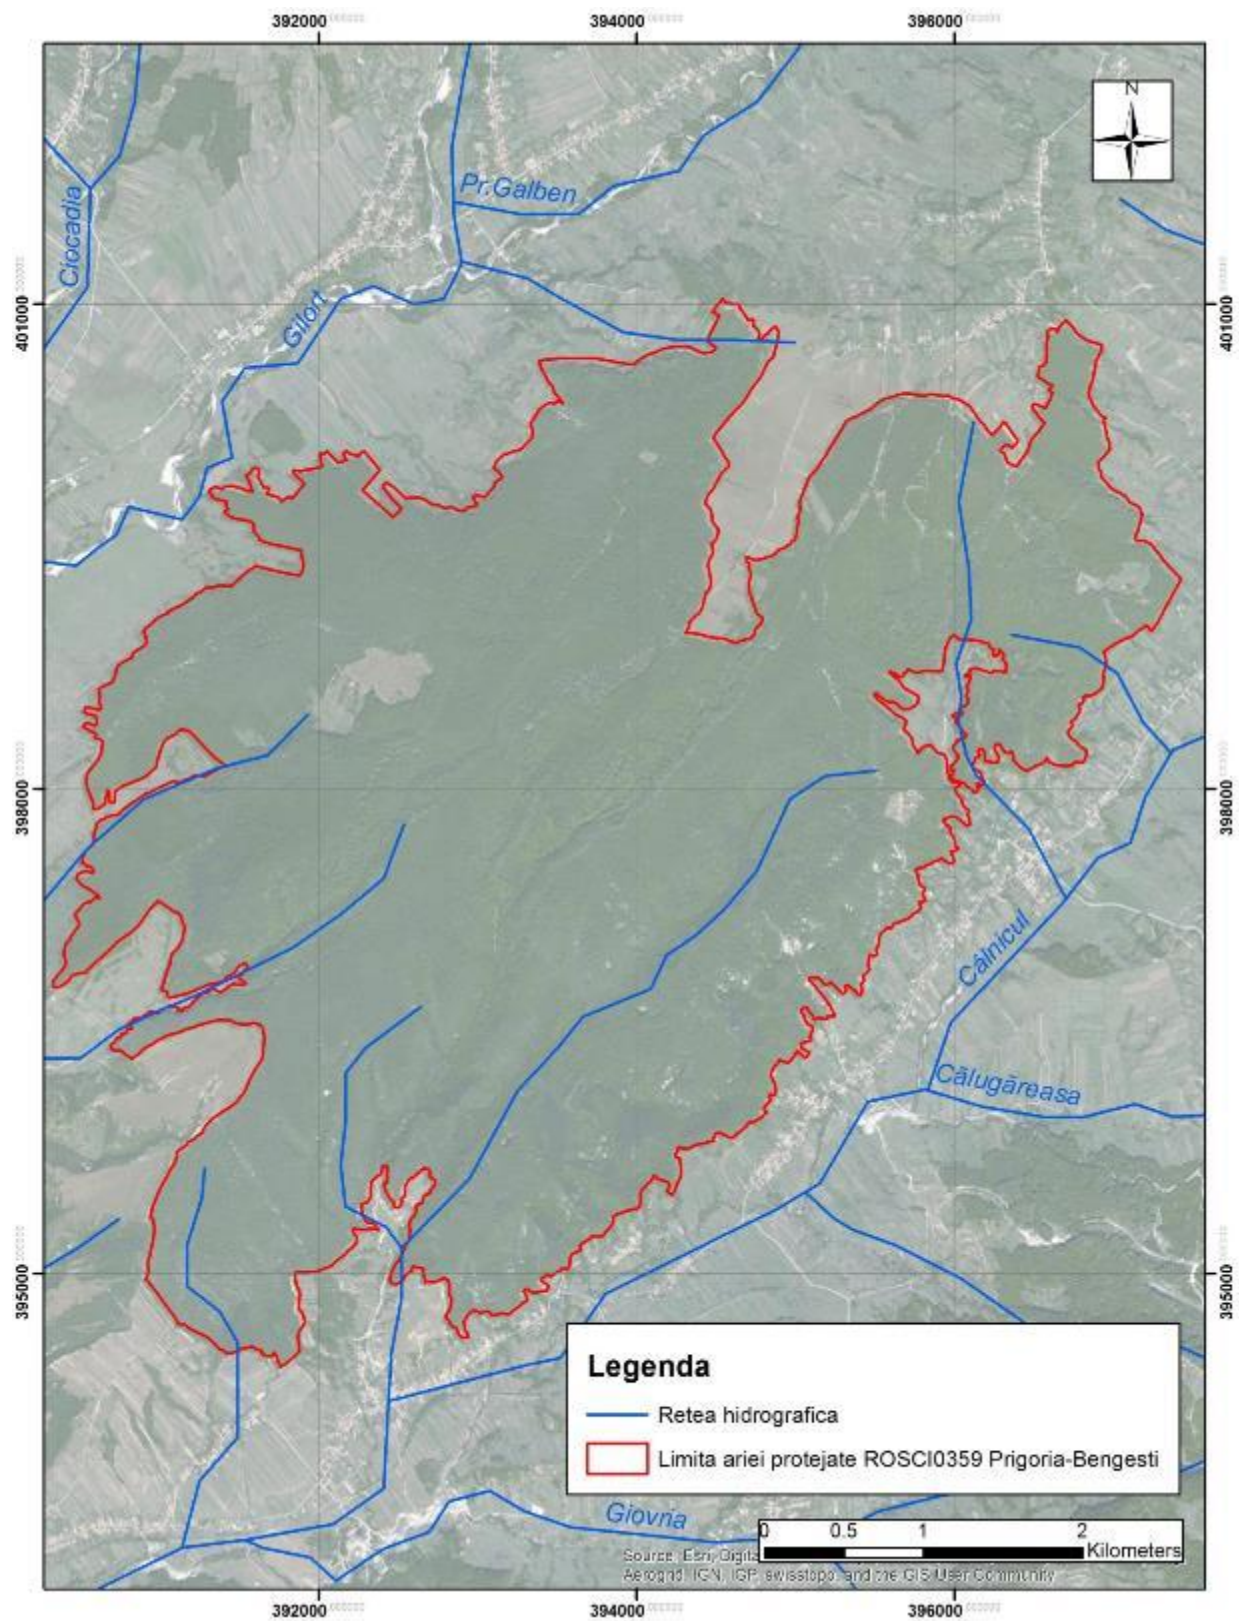 392000 394000 396000
N
Pr.Galben
Ciocadia
Gilort
401000 401000
398000 398000
Câlnicul
Călugăreasa
395000 395000
Legenda
Retea hidrografica
Limita ariei protejate ROSCI0359 Prigoria-Bengesti
Giovria
0 0.5 1 2
Kilometers
Source: Esri, Digita
Aerogrid, IGN, IGP, swisstopo, and the GIS User Community
392000 394000 396000